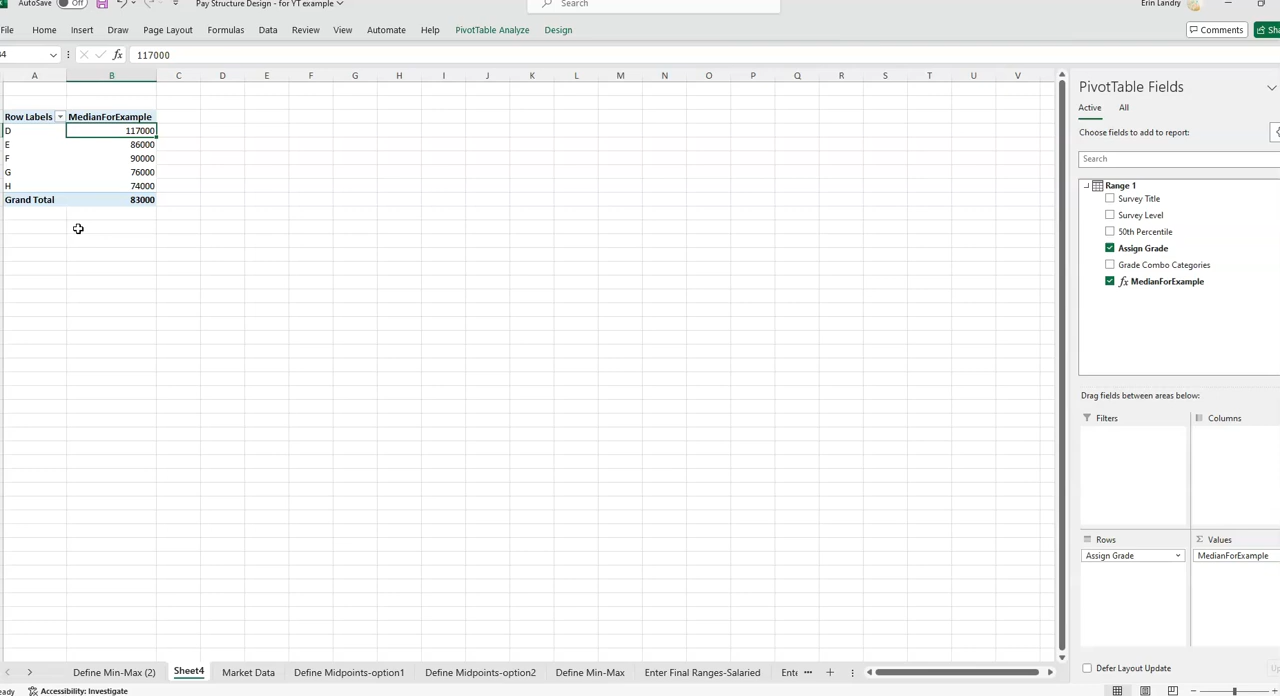 AutoSave Off Pay Structure Design - for YT example Search Erin Landry
File Home Insert Draw Page Layout Formulas Data Review View Automate Help PivotTable Analyze Design Comments
fx 117000
A B C D E F G H I J K L M N O P Q R S T U V
Row Labels MedianForExample
D 117000
E 86000
F 90000
G 76000
H 74000
Grand Total 83000
PivotTable Fields
Active All
Choose fields to add to report:
Search
Range 1
Survey Title
Survey Level
50th Percentile
Assign Grade
Grade Combo Categories
fx MedianForExample
Drag fields between areas below:
Filters Columns
Rows Values
Assign Grade MedianForExample
Defer Layout Update
Define Min-Max (2) Sheet4 Market Data Define Midpoints-option1 Define Midpoints-option2 Define Min-Max Enter Final Ranges-Salaried
Accessibility: Investigate